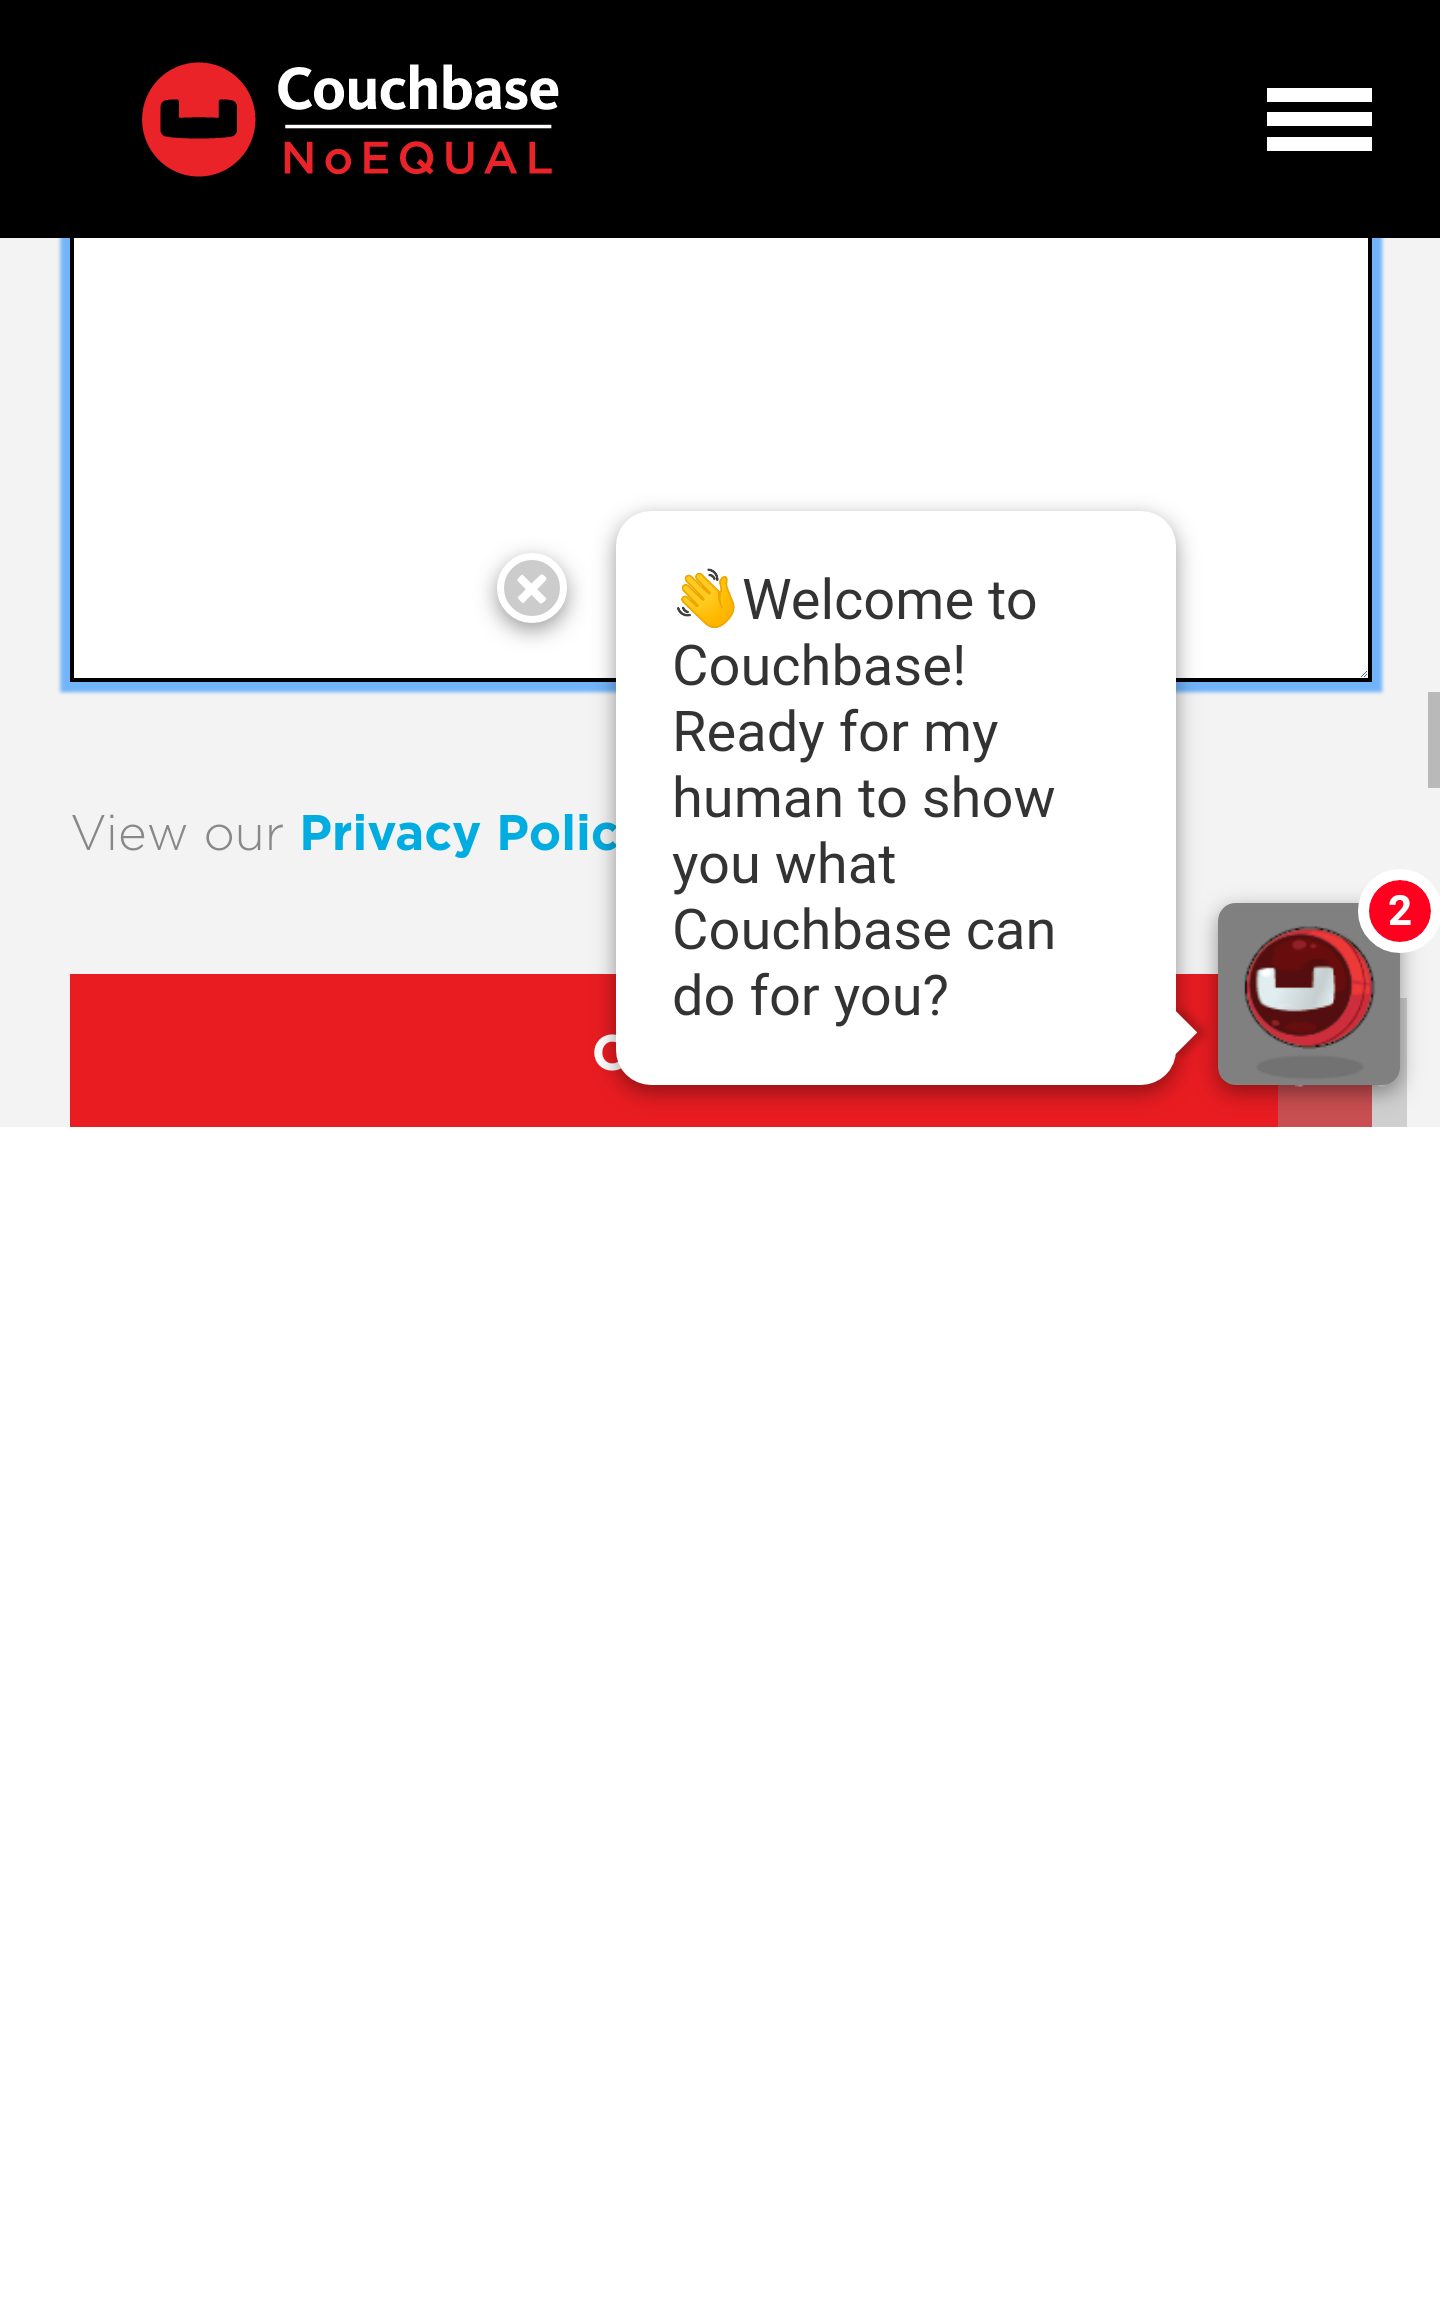 Couchbase
NoEQUAL
👋Welcome to
Couchbase!
Ready for my
human to show
you what
Couchbase can
do for you?
View our Privacy Polic
2